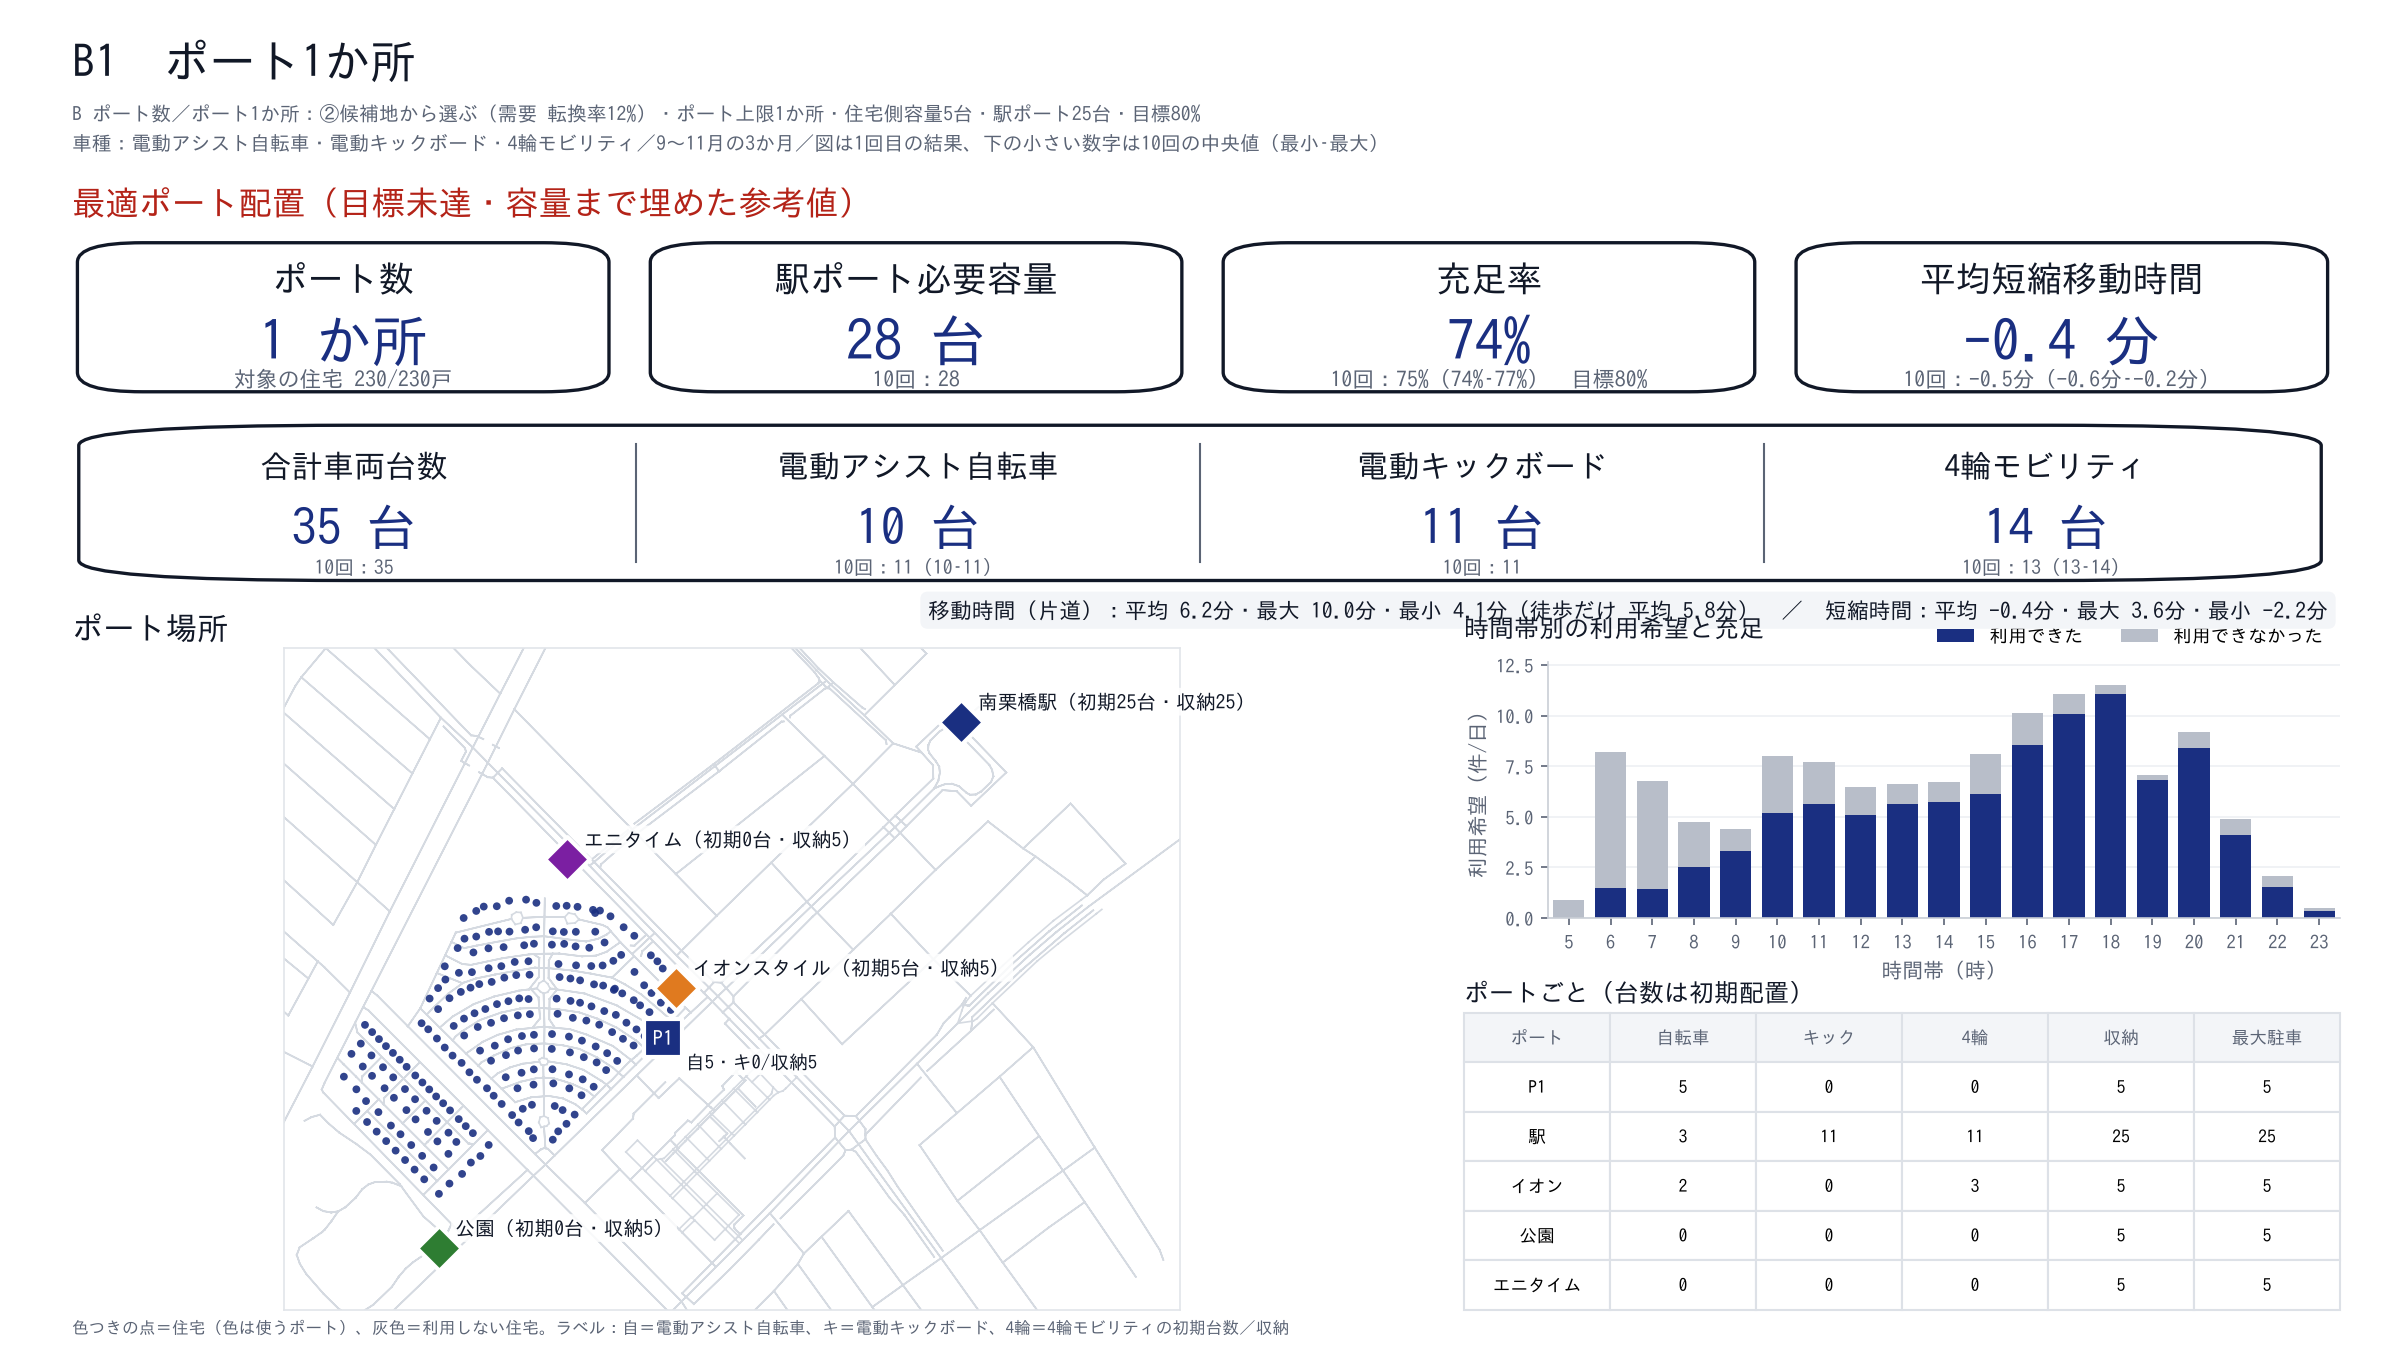 B1　ポート1か所
B ポート数／ポート1か所：②候補地から選ぶ（需要 転換率12%）・ポート上限1か所・住宅側容量5台・駅ポート25台・目標80%
車種：電動アシスト自転車・電動キックボード・4輪モビリティ／9〜11月の3か月／図は1回目の結果、下の小さい数字は10回の中央値（最小-最大）
最適ポート配置（目標未達・容量まで埋めた参考値）
ポート数
1 か所
対象の住宅 230/230戸
駅ポート必要容量
28 台
10回：28
充足率
74%
10回：75%（74%-77%）　目標80%
平均短縮移動時間
-0.4 分
10回：-0.5分（-0.6分--0.2分）
合計車両台数
35 台
10回：35
電動アシスト自転車
10 台
10回：11（10-11）
電動キックボード
11 台
10回：11
4輪モビリティ
14 台
10回：13（13-14）
移動時間（片道）：平均 6.2分・最大 10.0分・最小 4.1分（徒歩だけ 平均 5.8分）　／　短縮時間：平均 -0.4分・最大 3.6分・最小 -2.2分
ポート場所
南栗橋駅（初期25台・収納25）
エニタイム（初期0台・収納5）
イオンスタイル（初期5台・収納5）
P1
自5・キ0/収納5
公園（初期0台・収納5）
時間帯別の利用希望と充足
利用できた　利用できなかった
利用希望（件/日）
12.5
10.0
7.5
5.0
2.5
0.0
5 6 7 8 9 10 11 12 13 14 15 16 17 18 19 20 21 22 23
時間帯（時）
ポートごと（台数は初期配置）
ポート 自転車 キック 4輪 収納 最大駐車
P1 5 0 0 5 5
駅 3 11 11 25 25
イオン 2 0 3 5 5
公園 0 0 0 5 5
エニタイム 0 0 0 5 5
色つきの点＝住宅（色は使うポート）、灰色＝利用しない住宅。ラベル：自＝電動アシスト自転車、キ＝電動キックボード、4輪＝4輪モビリティの初期台数／収納